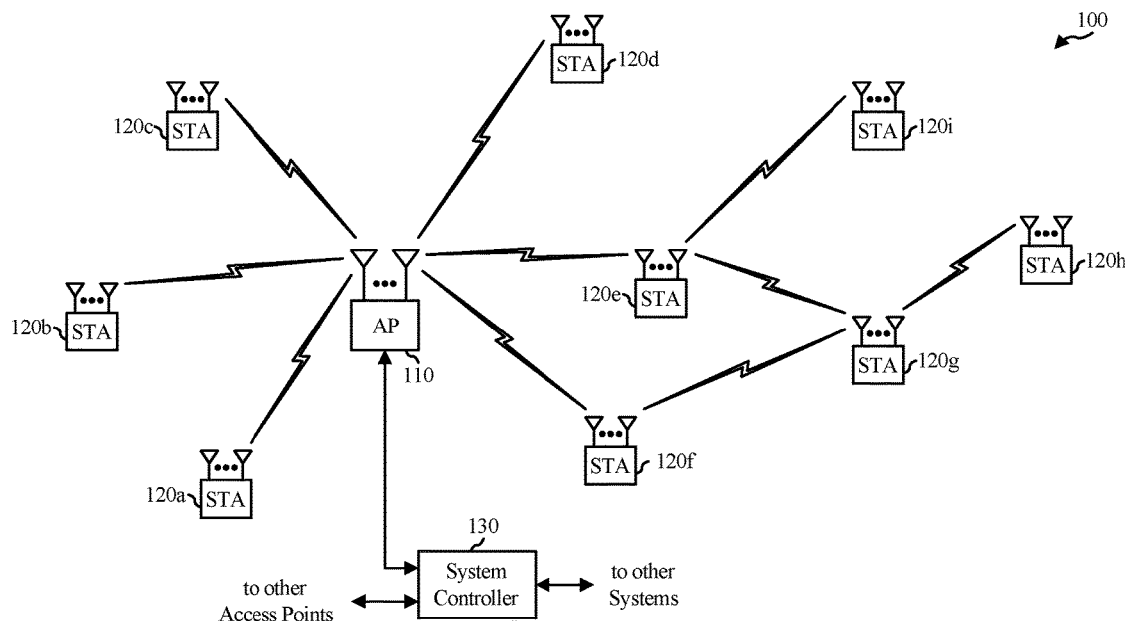 100
STA
120d
STA
120c
STA
120i
STA
120h
STA
120e
STA
120b
AP
110
STA
120g
STA
120f
STA
120a
130
System
Controller
to other
Access Points
to other
Systems